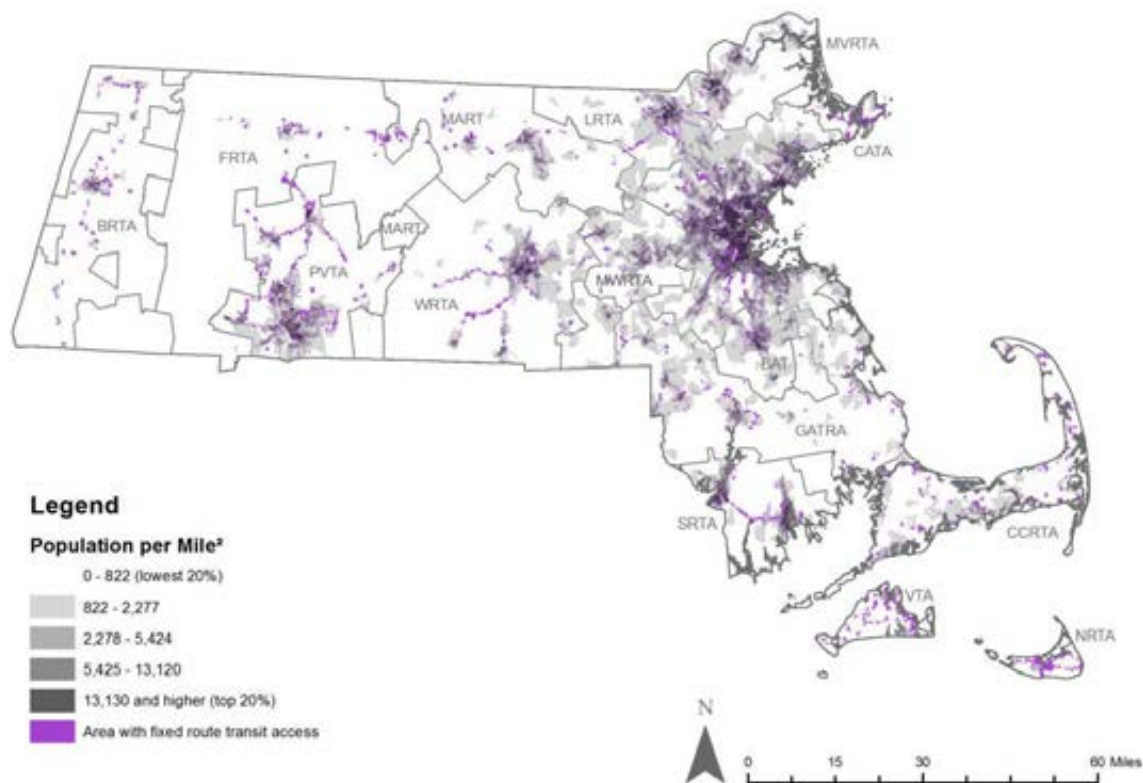 MVRTA
MART
LRTA
FRTA
CATA
BRTA
MART
PVTA
MWRTA
WRTA
BAT
GATRA
SRTA
CCRTA
VTA
NRTA
Legend
Population per Mile²
0 - 822 (lowest 20%)
822 - 2,277
2,278 - 5,424
5,425 - 13,120
13,130 and higher (top 20%)
Area with fixed route transit access
N
0 15 30 60 Miles